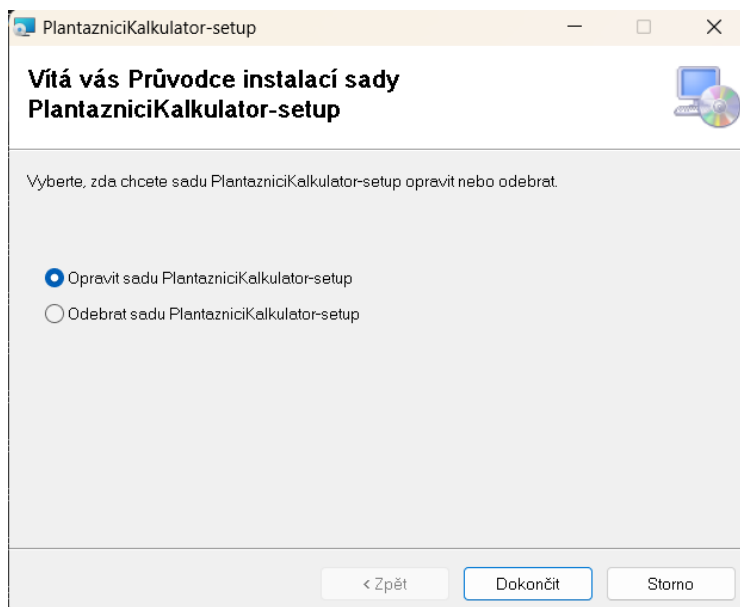 PlantazniciKalkulator-setup
Vítá vás Průvodce instalací sady
PlantazniciKalkulator-setup
Vyberte, zda chcete sadu PlantazniciKalkulator-setup opravit nebo odebrat.
Opravit sadu PlantazniciKalkulator-setup
Odebrat sadu PlantazniciKalkulator-setup
< Zpět
Dokončit
Storno